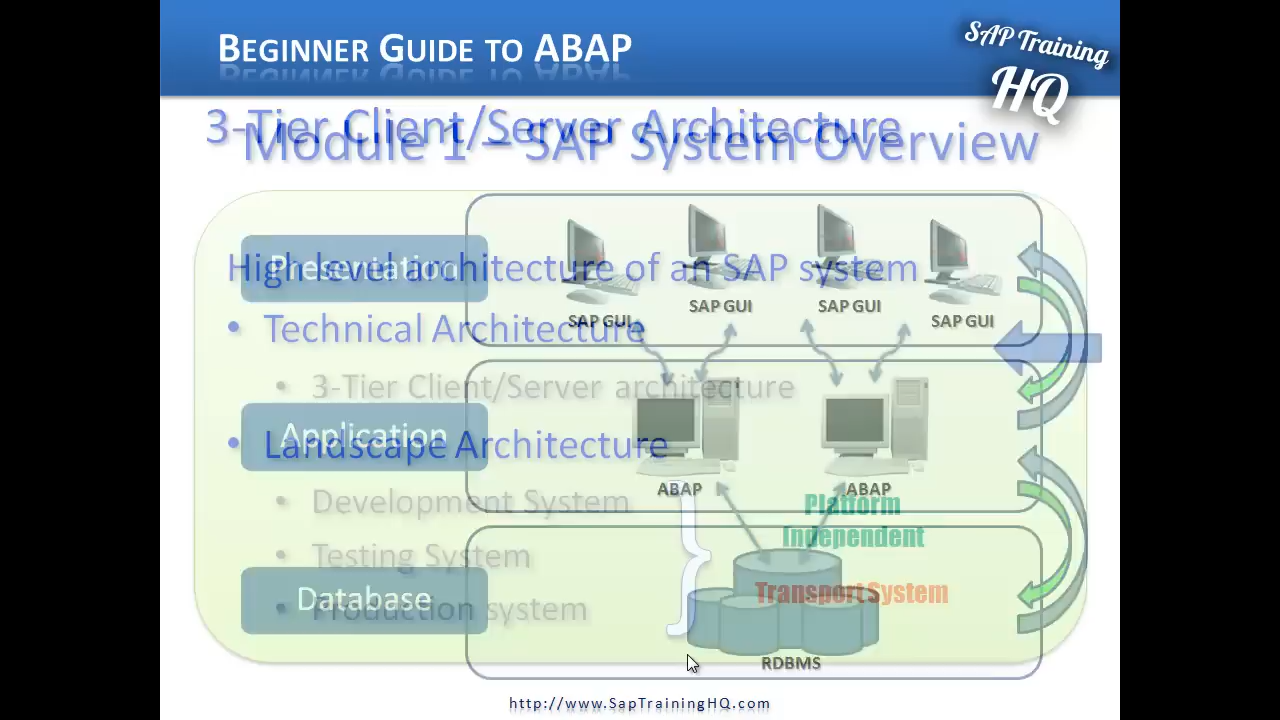 BEGINNER GUIDE TO ABAP
SAP Training
HQ
3-Tier Client/Server Architecture
Module 1 – SAP System Overview
Presentation
High level architecture of an SAP system
SAP GUI
SAP GUI
SAP GUI
SAP GUI
• Technical Architecture
• 3-Tier Client/Server architecture
Application
• Landscape Architecture
ABAP
ABAP
• Development System
Platform
Independent
• Testing System
Database
• Production system
Transport System
RDBMS
http://www.SapTrainingHQ.com